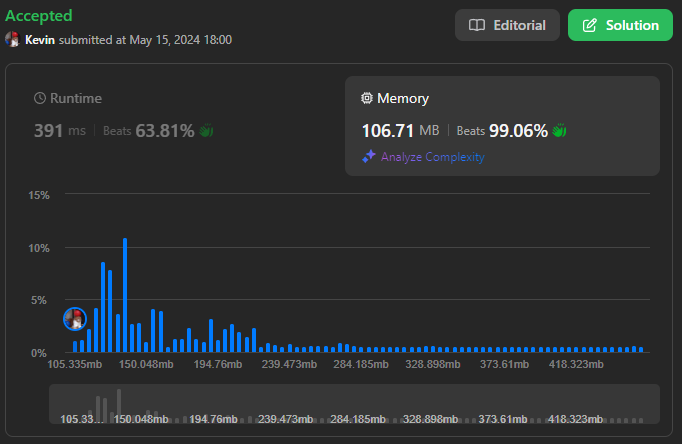 Accepted
Kevin submitted at May 15, 2024 18:00
Editorial
Solution
Runtime
391 ms Beats 63.81%
Memory
106.71 MB Beats 99.06%
Analyze Complexity
15%
10%
5%
0%
105.335mb 150.048mb 194.76mb 239.473mb 284.185mb 328.898mb 373.61mb 418.323mb
105.33... 150.048mb 194.76mb 239.473mb 284.185mb 328.898mb 373.61mb 418.323mb